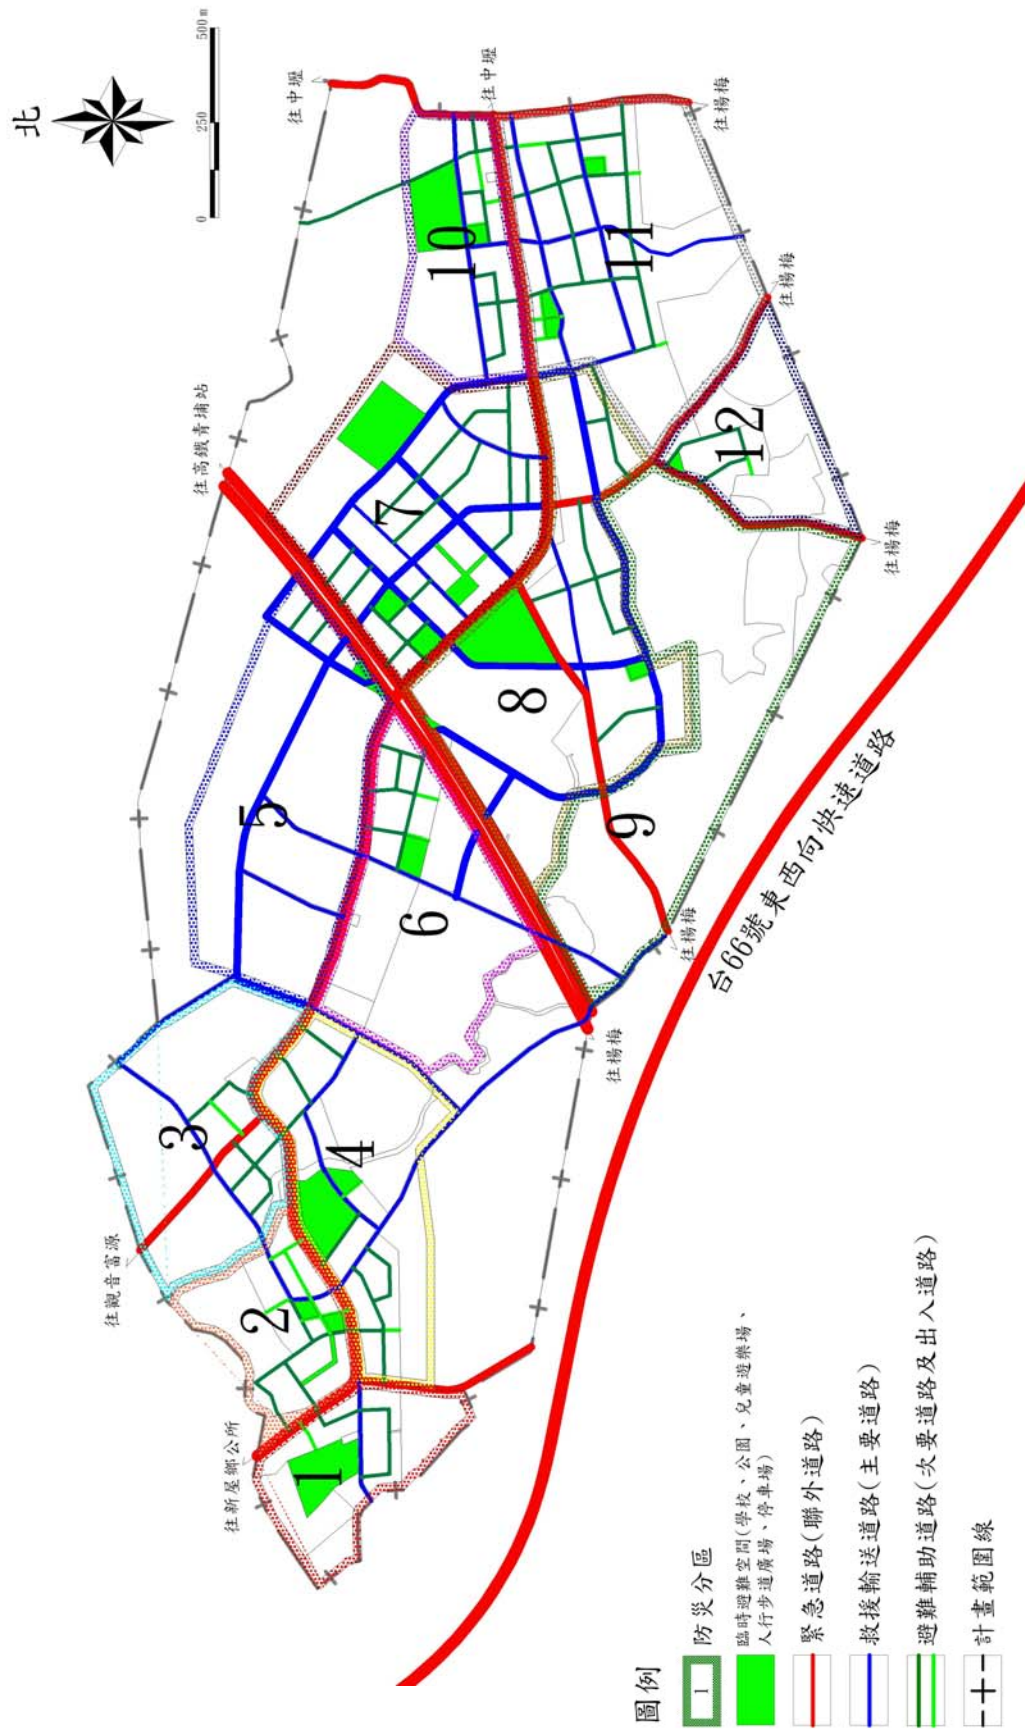 北
0 250 500 m
往中壢
往中壢
往楊梅
往楊梅
往楊梅
往楊梅
往楊梅
往高鐵青埔站
往觀音富源
往新屋鄉公所
台66號東西向快速道路
1
2
3
4
5
6
7
8
9
10
11
12
圖例
1
防災分區
臨時避難空間(學校、公園、兒童遊樂場、
人行步道廣場、停車場)
緊急道路(聯外道路)
救援輸送道路(主要道路)
避難輔助道路(次要道路及出入道路)
計畫範圍線